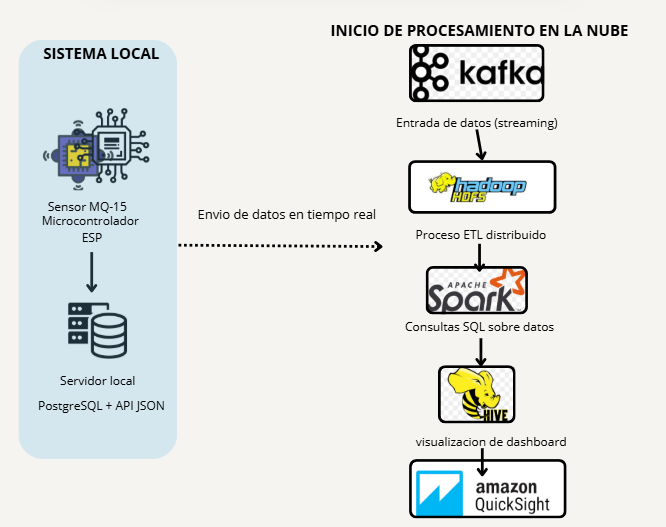 INICIO DE PROCESAMIENTO EN LA NUBE
SISTEMA LOCAL
kafka
Entrada de datos (streaming)
hadoop
HDFS
Sensor MQ-15
Microcontrolador
ESP
Envio de datos en tiempo real
Proceso ETL distribuido
APACHE
Spark
Consultas SQL sobre datos
Servidor local
PostgreSQL + API JSON
HIVE
visualizacion de dashboard
amazon
QuickSight